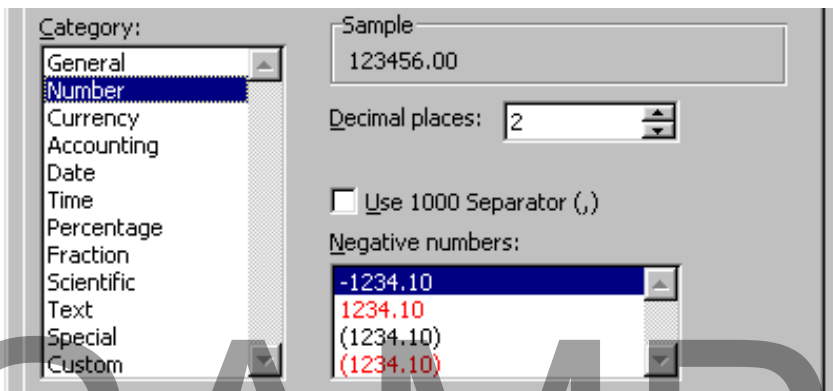 Category:
General
Number
Currency
Accounting
Date
Time
Percentage
Fraction
Scientific
Text
Special
Custom
Sample
123456.00
Decimal places: 2
Use 1000 Separator (,)
Negative numbers:
-1234.10
1234.10
(1234.10)
(1234.10)